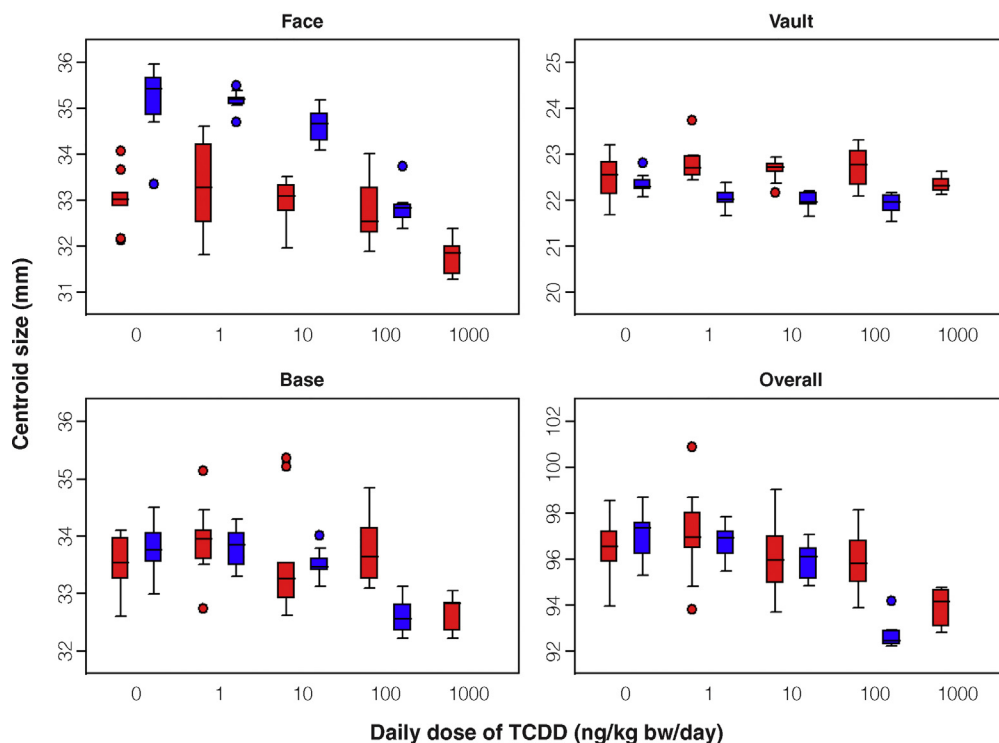 Face
Vault
36
35
34
33
32
31
0 1 10 100 1000
25
24
23
22
21
20
0 1 10 100 1000
Centroid size (mm)
Base
Overall
36
35
34
33
32
0 1 10 100 1000
102
100
98
96
94
92
0 1 10 100 1000
Daily dose of TCDD (ng/kg bw/day)